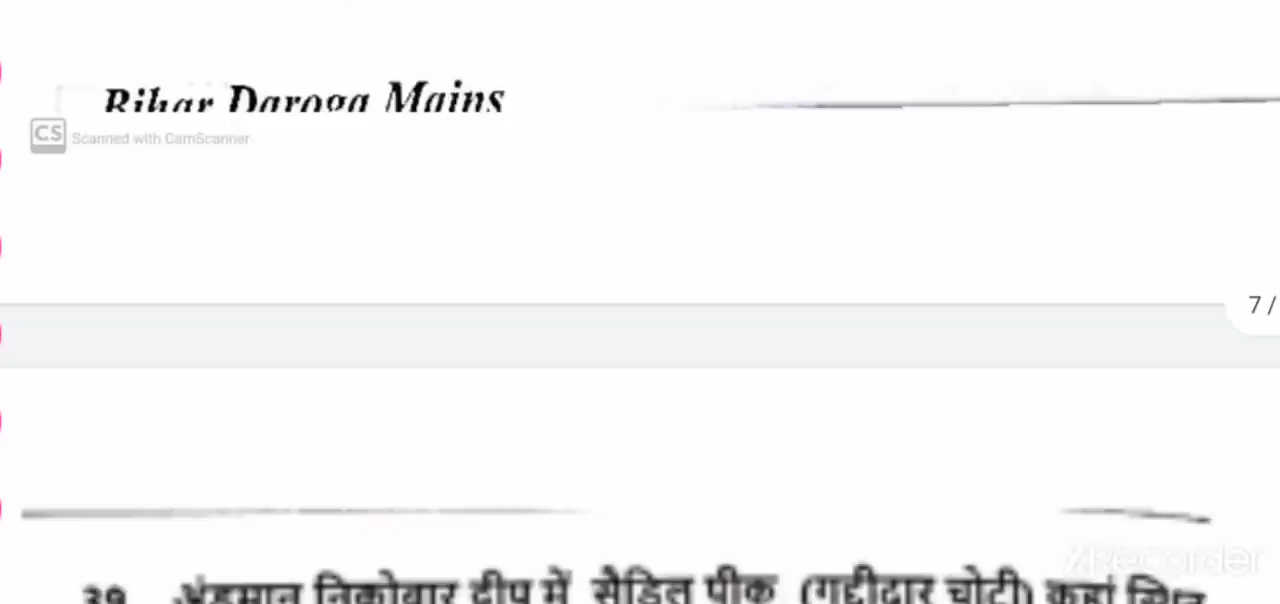 Bihar Daroga Mains
CS Scanned with CamScanner
7 /
XRecorder
39 अंडमान निकोबार द्वीप में सैडिल पीक (गद्दीदार चोटी) कहां स्थित